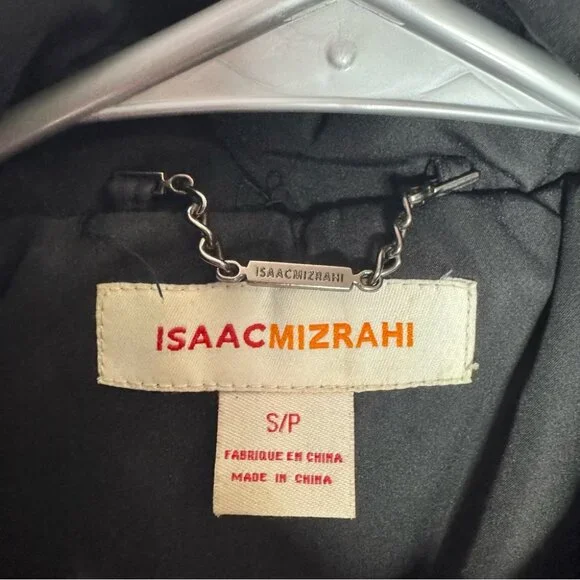 ISAACMIZRAHI
ISAACMIZRAHI
S/P
FABRIQUE EN CHINA
MADE IN CHINA